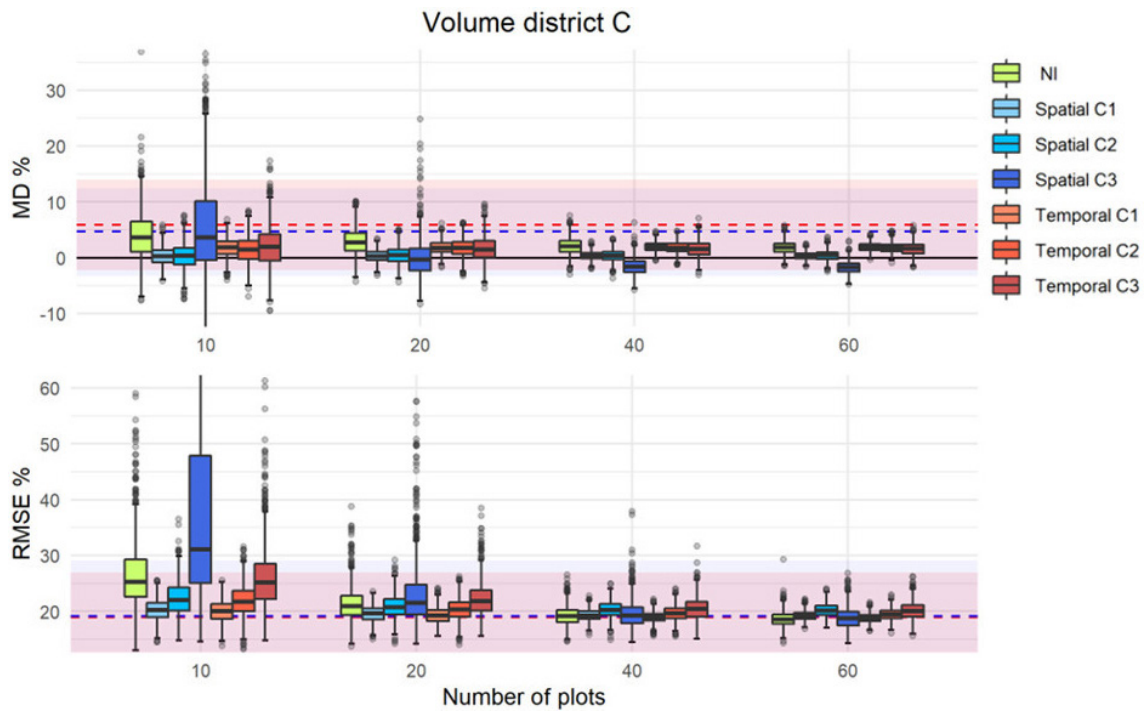 Volume district C
MD %
30
20
10
0
-10
10
20
40
60
NI
Spatial C1
Spatial C2
Spatial C3
Temporal C1
Temporal C2
Temporal C3
RMSE %
60
50
40
30
20
10
20
40
60
Number of plots